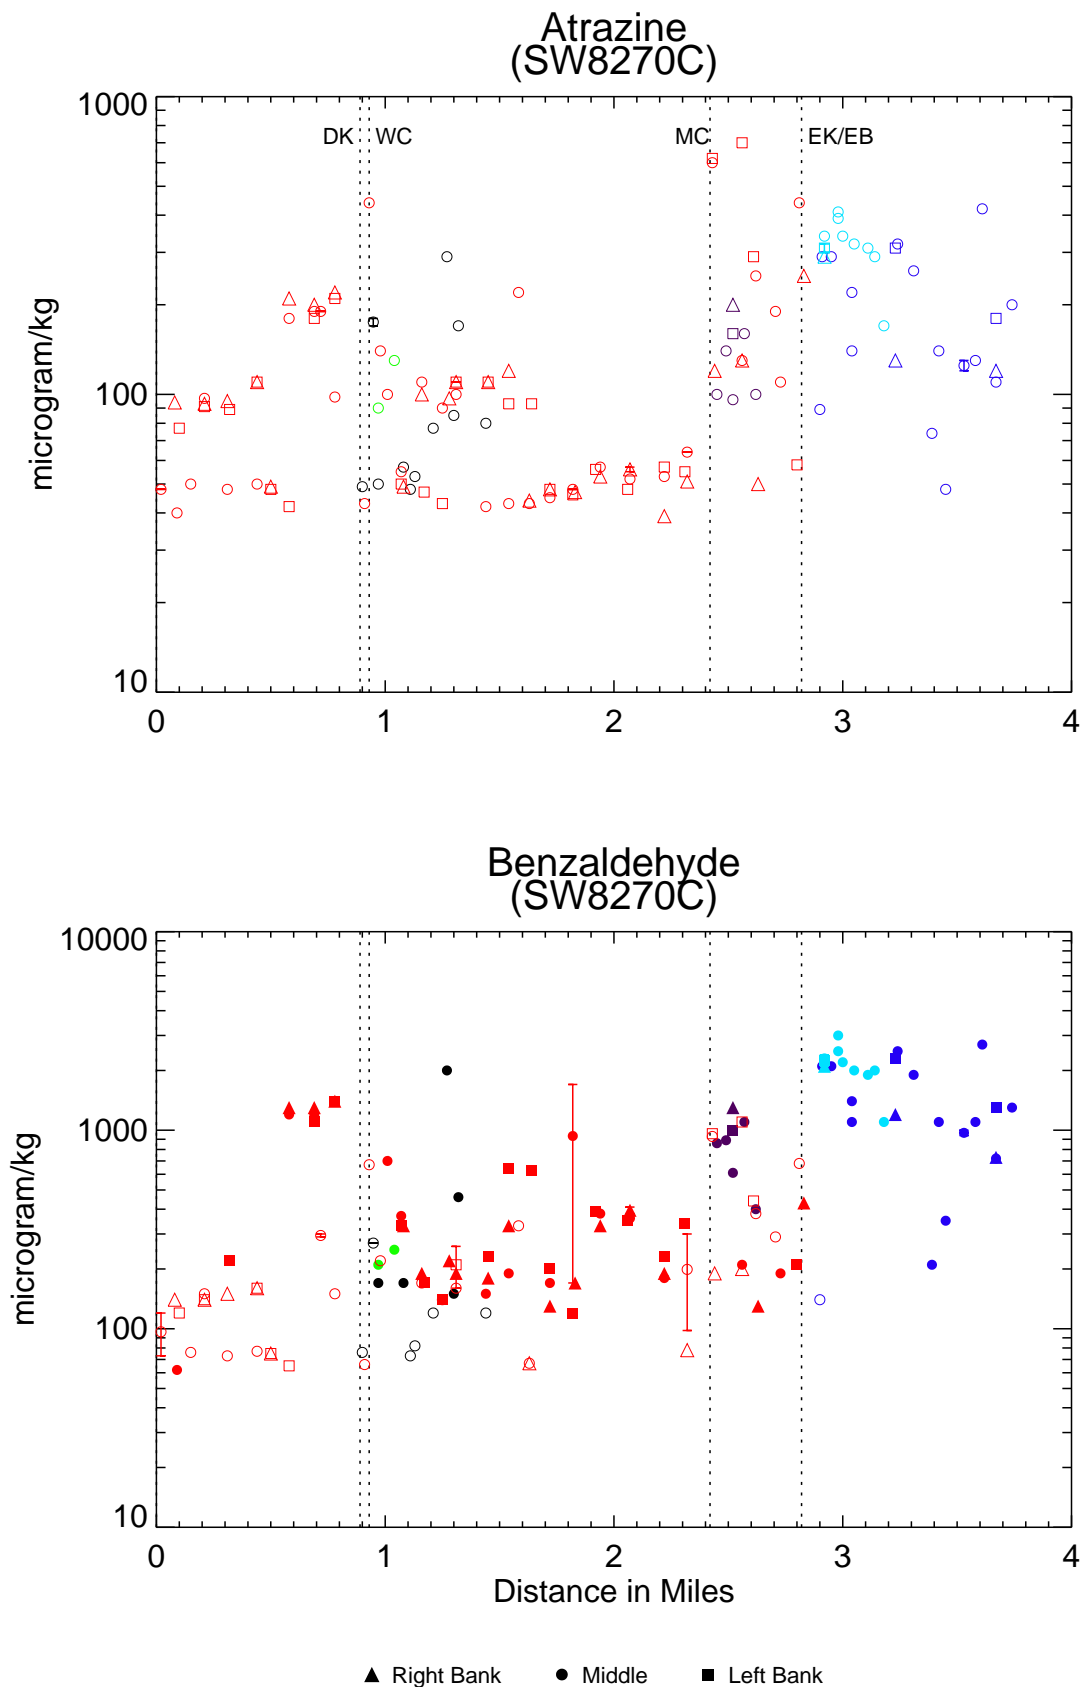 Atrazine
(SW8270C)
1000
DK WC MC EK/EB
100
microgram/kg
10
0 1 2 3 4
Benzaldehyde
(SW8270C)
10000
1000
microgram/kg
100
10
0 1 2 3 4
Distance in Miles
Right Bank Middle Left Bank